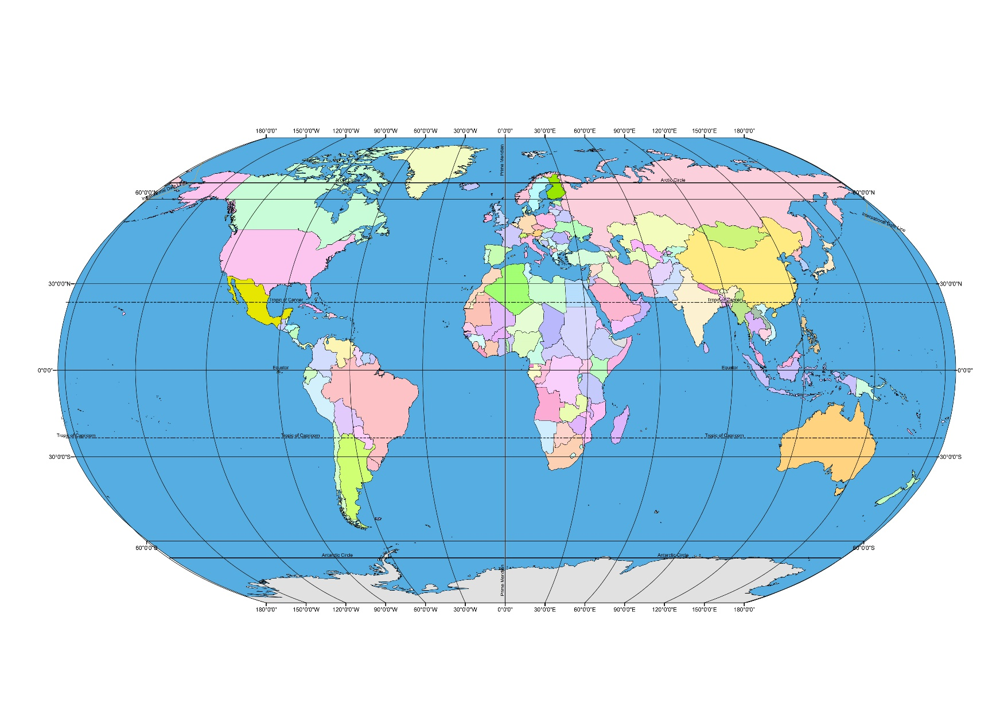 180°0'0" 150°0'0"W 120°0'0"W 90°0'0"W 60°0'0"W 30°0'0"W 0°0'0" 30°0'0"E 60°0'0"E 90°0'0"E 120°0'0"E 150°0'0"E 180°0'0"
Prime Meridian
Arctic Circle Arctic Circle
60°0'0"N 60°0'0"N
International Date Line International Date Line
30°0'0"N 30°0'0"N
Tropic of Cancer Tropic of Cancer
Equator Equator
0°0'0" 0°0'0"
Tropic of Capricorn Tropic of Capricorn Tropic of Capricorn
30°0'0"S 30°0'0"S
60°0'0"S 60°0'0"S
Antarctic Circle Antarctic Circle
Prime Meridian
180°0'0" 150°0'0"W 120°0'0"W 90°0'0"W 60°0'0"W 30°0'0"W 0°0'0" 30°0'0"E 60°0'0"E 90°0'0"E 120°0'0"E 150°0'0"E 180°0'0"